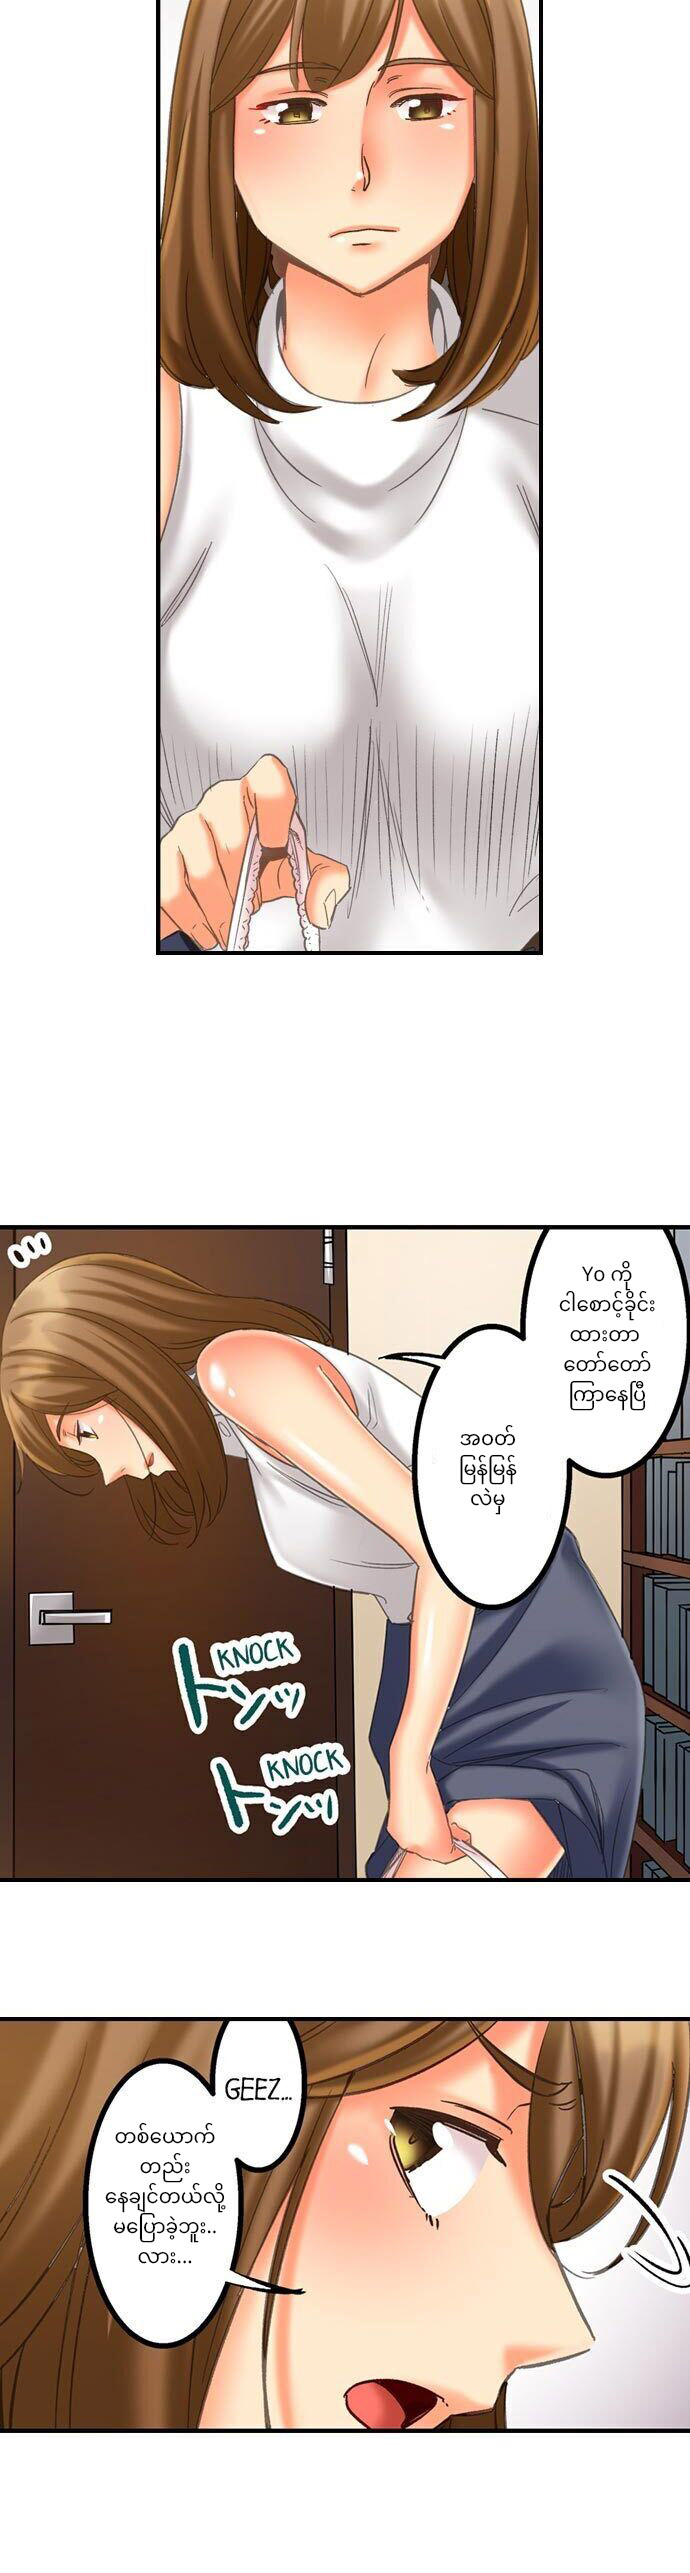 Yo ကို
ငါစောင့်ခိုင်း
ထားတာ
တော်တော်
ကြာနေပြီ
အဝတ်
မြန်မြန်
လဲမှ
KNOCK
トンッ
KNOCK
トンッ
GEEZ...
တစ်ယောက်
တည်း
နေချင်တယ်လို့
မပြောခဲ့ဘူး..
လား...